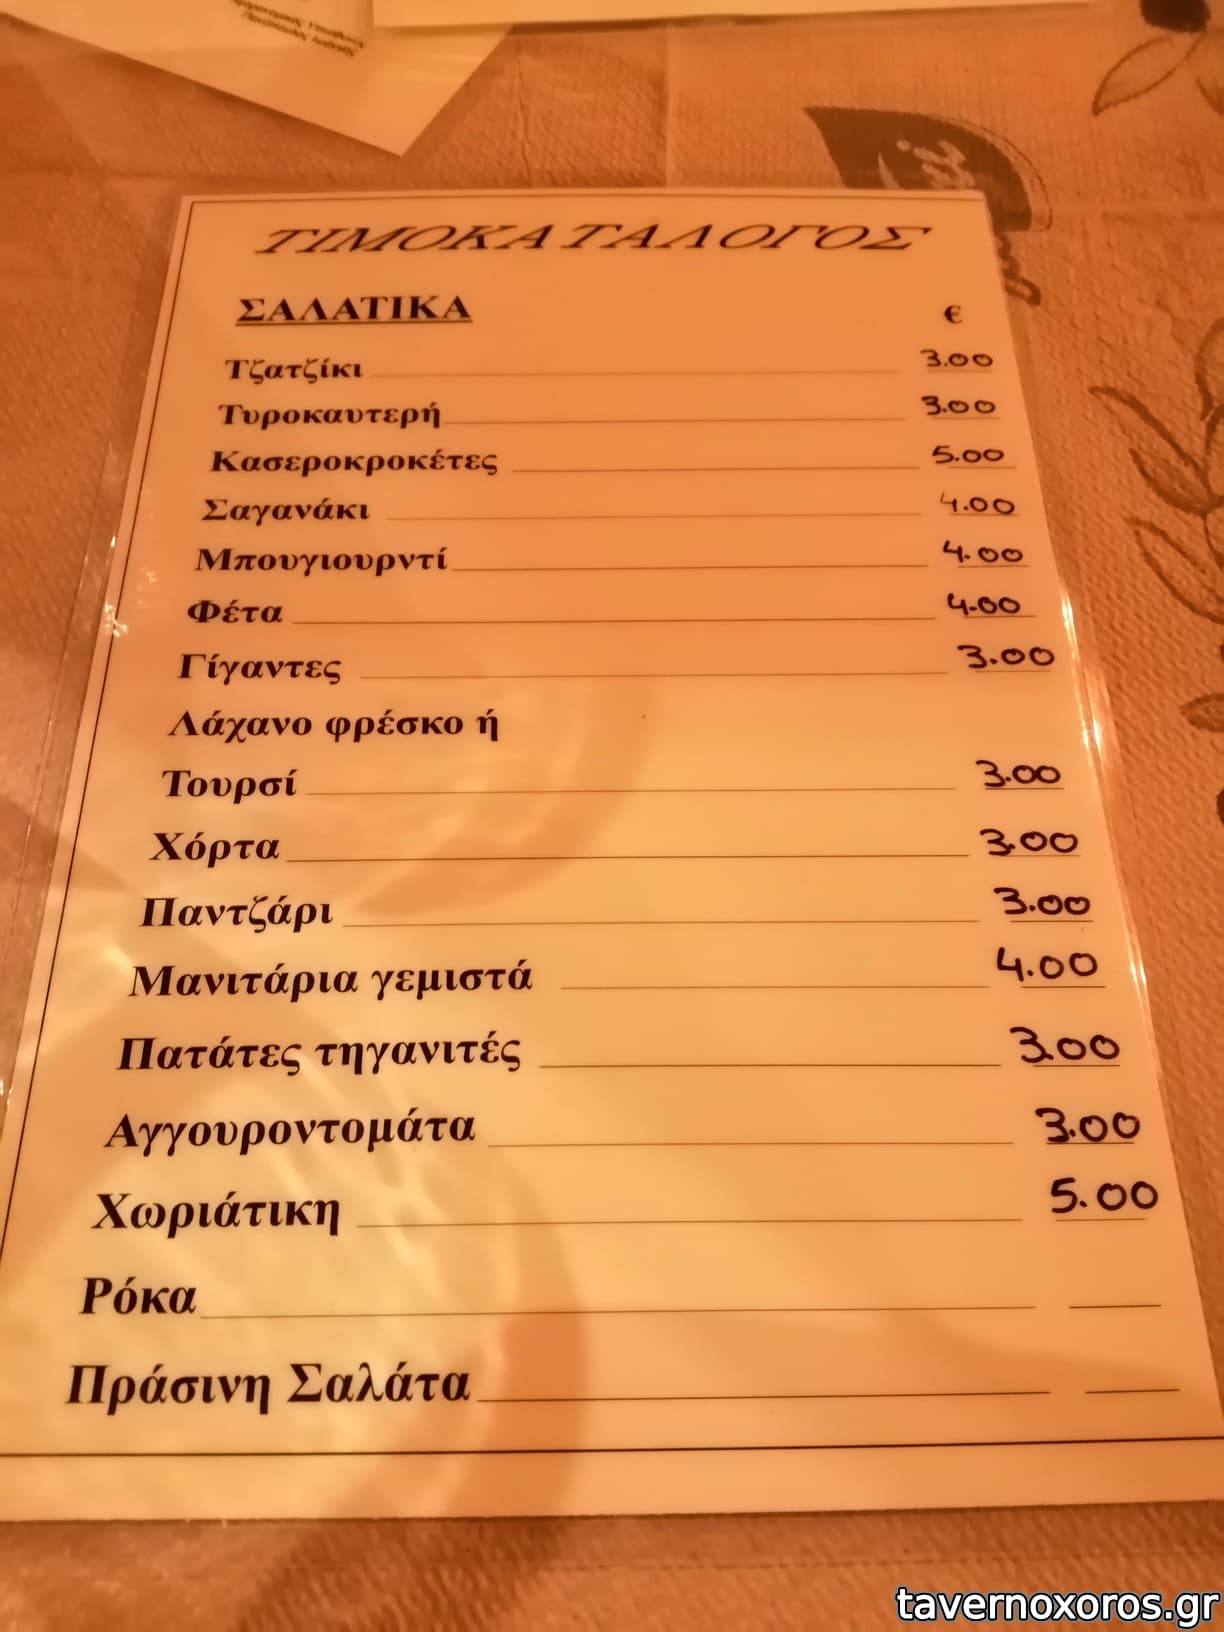 ΤΙΜΟΚΑΤΑΛΟΓΟΣ
ΣΑΛΑΤΙΚΑ €
Τζατζίκι 3.00
Τυροκαυτερή 3.00
Κασεροκροκέτες 5.00
Σαγανάκι 4.00
Μπουγιουρντί 4.00
Φέτα 4.00
Γίγαντες 3.00
Λάχανο φρέσκο ή
Τουρσί 3.00
Χόρτα 3.00
Παντζάρι 3.00
Μανιτάρια γεμιστά 4.00
Πατάτες τηγανιτές 3.00
Αγγουροντομάτα 3.00
Χωριάτικη 5.00
Ρόκα
Πράσινη Σαλάτα
tavernoxoros.gr